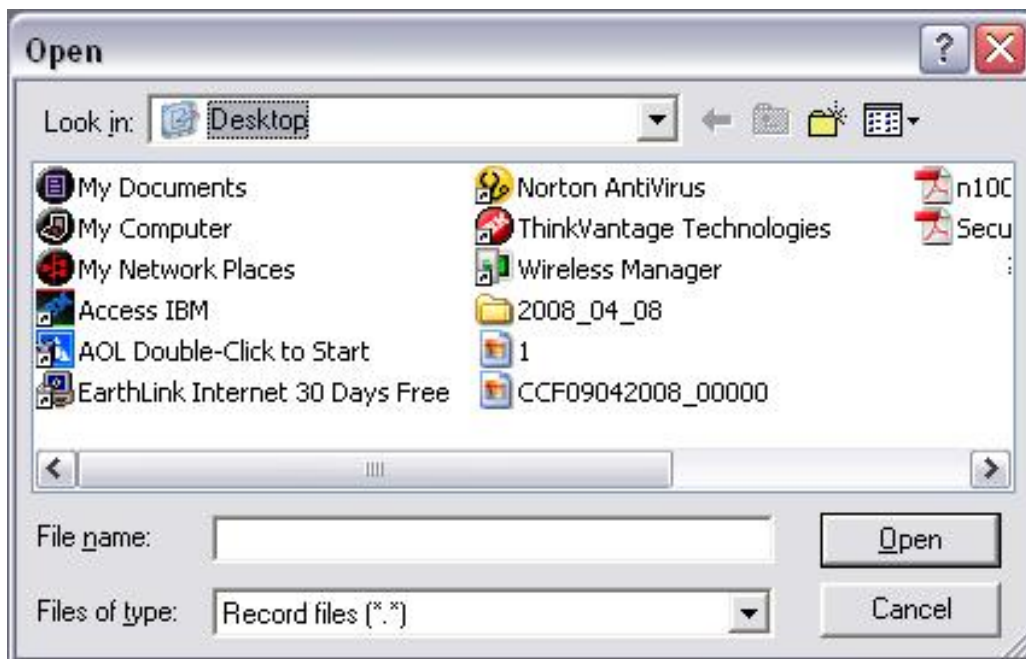 Open
Look in: Desktop
My Documents
My Computer
My Network Places
Access IBM
AOL Double-Click to Start
EarthLink Internet 30 Days Free
Norton AntiVirus
ThinkVantage Technologies
Wireless Manager
2008_04_08
1
CCF09042008_00000
n10C
Secu
File name:
Open
Files of type: Record files (*.*)
Cancel